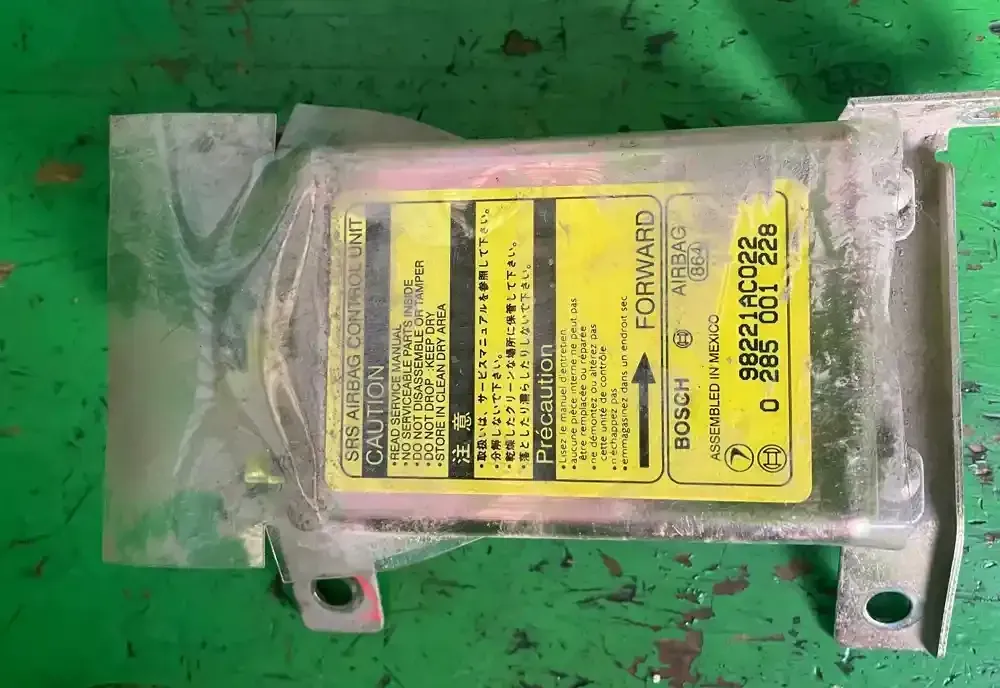 SRS AIRBAG CONTROL UNIT
CAUTION
•READ SERVICE MANUAL
•NO SERVICEABLE PARTS INSIDE
•DO NOT DISASSEMBLE OR TAMPER
•DO NOT DROP ·KEEP DRY
•STORE IN CLEAN DRY AREA
注 意
•取扱いは、サービスマニュアルを参照して下さい。
•分解しないで下さい。
•乾燥したクリーンな場所に保管して下さい。
•落としたり濡らしたりしないで下さい。
Précaution
•Lisez le manuel d'entretien
•aucune pièce interne ne peut pas
être remplacée ou réparée
•ne démontez ou altérez pas
cette unité de contrôle
•n'échappez pas
•emmagasinez dans un endroit sec
FORWARD
BOSCH
AIRBAG
864
ASSEMBLED IN MEXICO
7
98221AC022
0 285 001 228